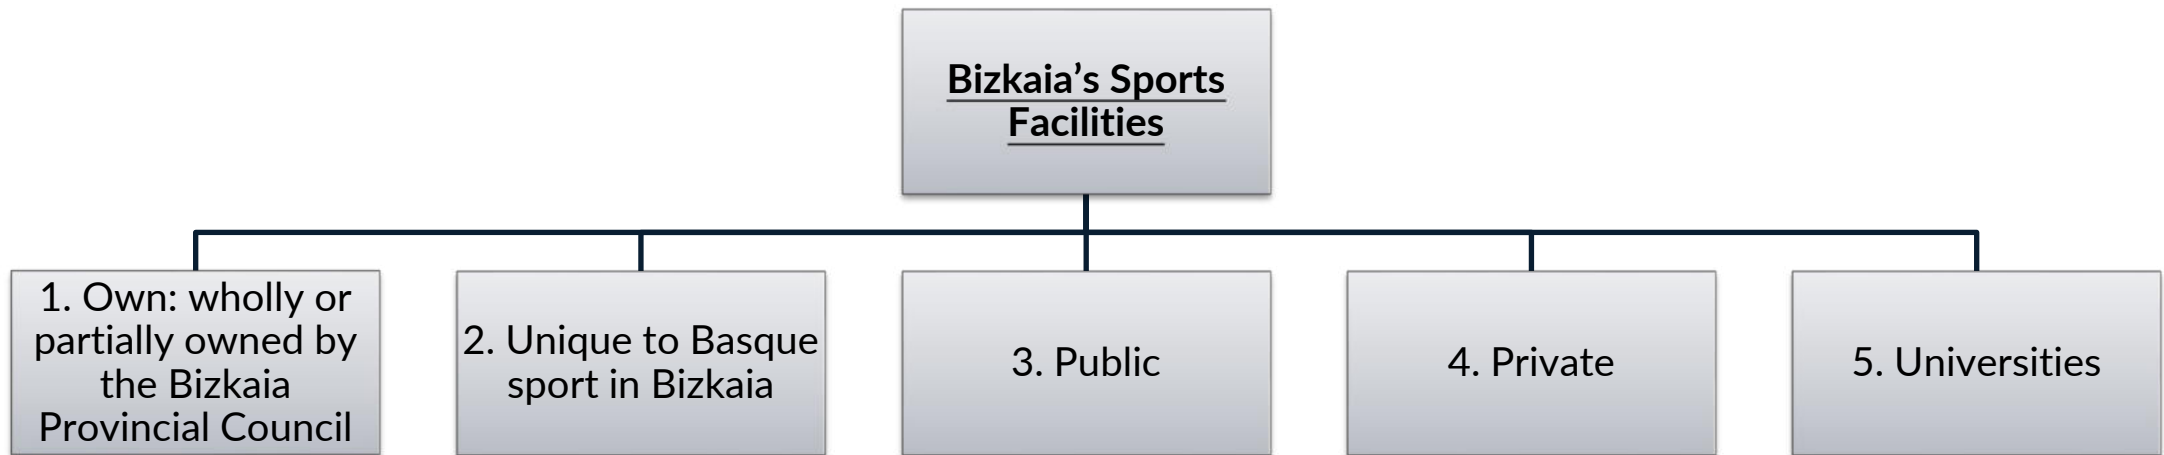 Bizkaia’s Sports
Facilities
1. Own: wholly or
partially owned by
the Bizkaia
Provincial Council
2. Unique to Basque
sport in Bizkaia
3. Public
4. Private
5. Universities